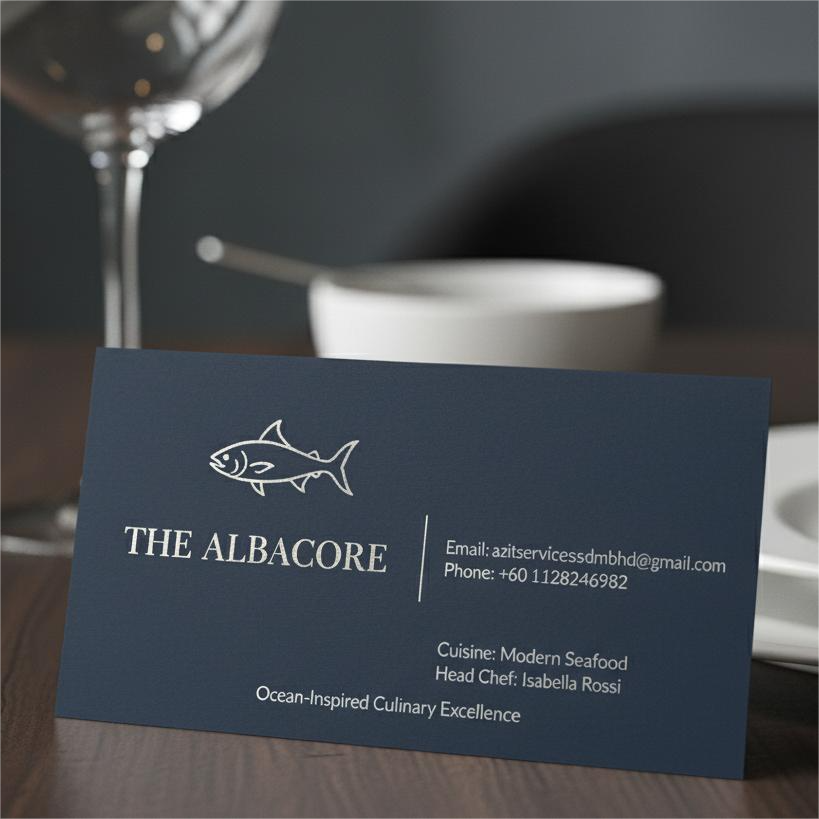 THE ALBACORE
Email: azitservicessdmbhd@gmail.com
Phone: +60 1128246982
Cuisine: Modern Seafood
Head Chef: Isabella Rossi
Ocean-Inspired Culinary Excellence